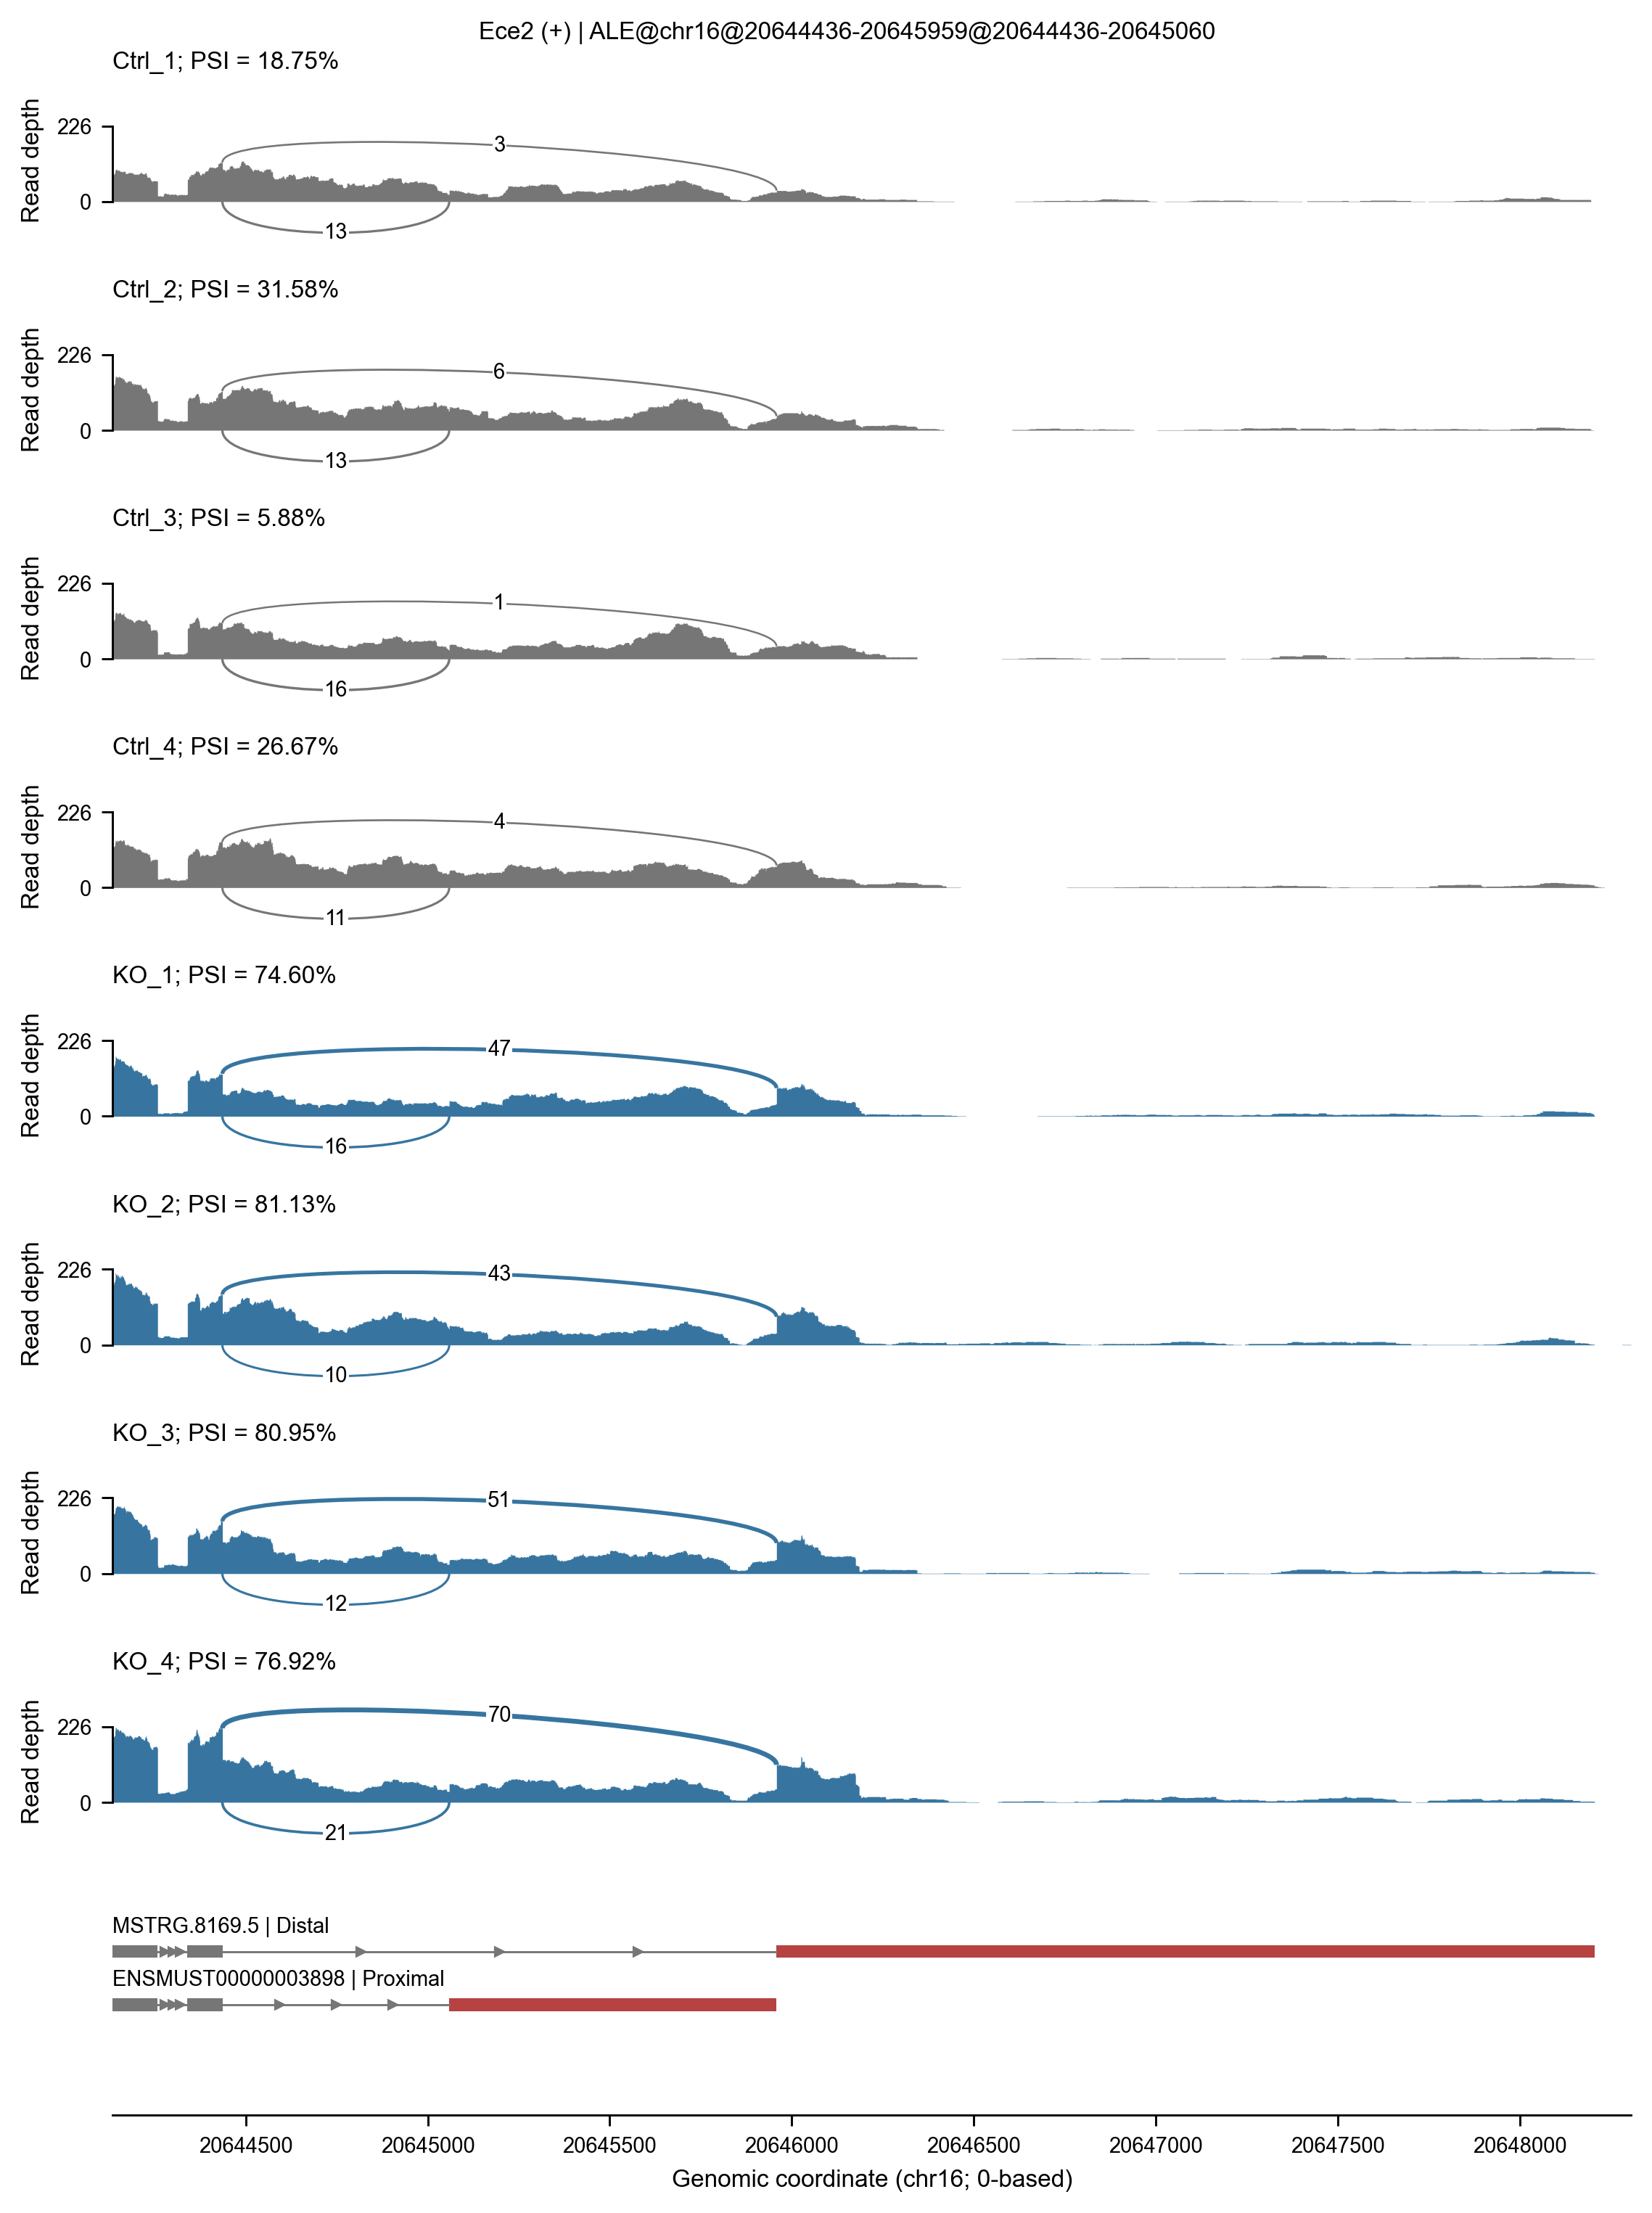 Ece2 (+) | ALE@chr16@20644436-20645959@20644436-20645060
Ctrl_1; PSI = 18.75%
Read depth
226
0
3
13
Ctrl_2; PSI = 31.58%
Read depth
226
0
6
13
Ctrl_3; PSI = 5.88%
Read depth
226
0
1
16
Ctrl_4; PSI = 26.67%
Read depth
226
0
4
11
KO_1; PSI = 74.60%
Read depth
226
0
47
16
KO_2; PSI = 81.13%
Read depth
226
0
43
10
KO_3; PSI = 80.95%
Read depth
226
0
51
12
KO_4; PSI = 76.92%
Read depth
226
0
70
21
MSTRG.8169.5 | Distal
ENSMUST00000003898 | Proximal
20644500 20645000 20645500 20646000 20646500 20647000 20647500 20648000
Genomic coordinate (chr16; 0-based)